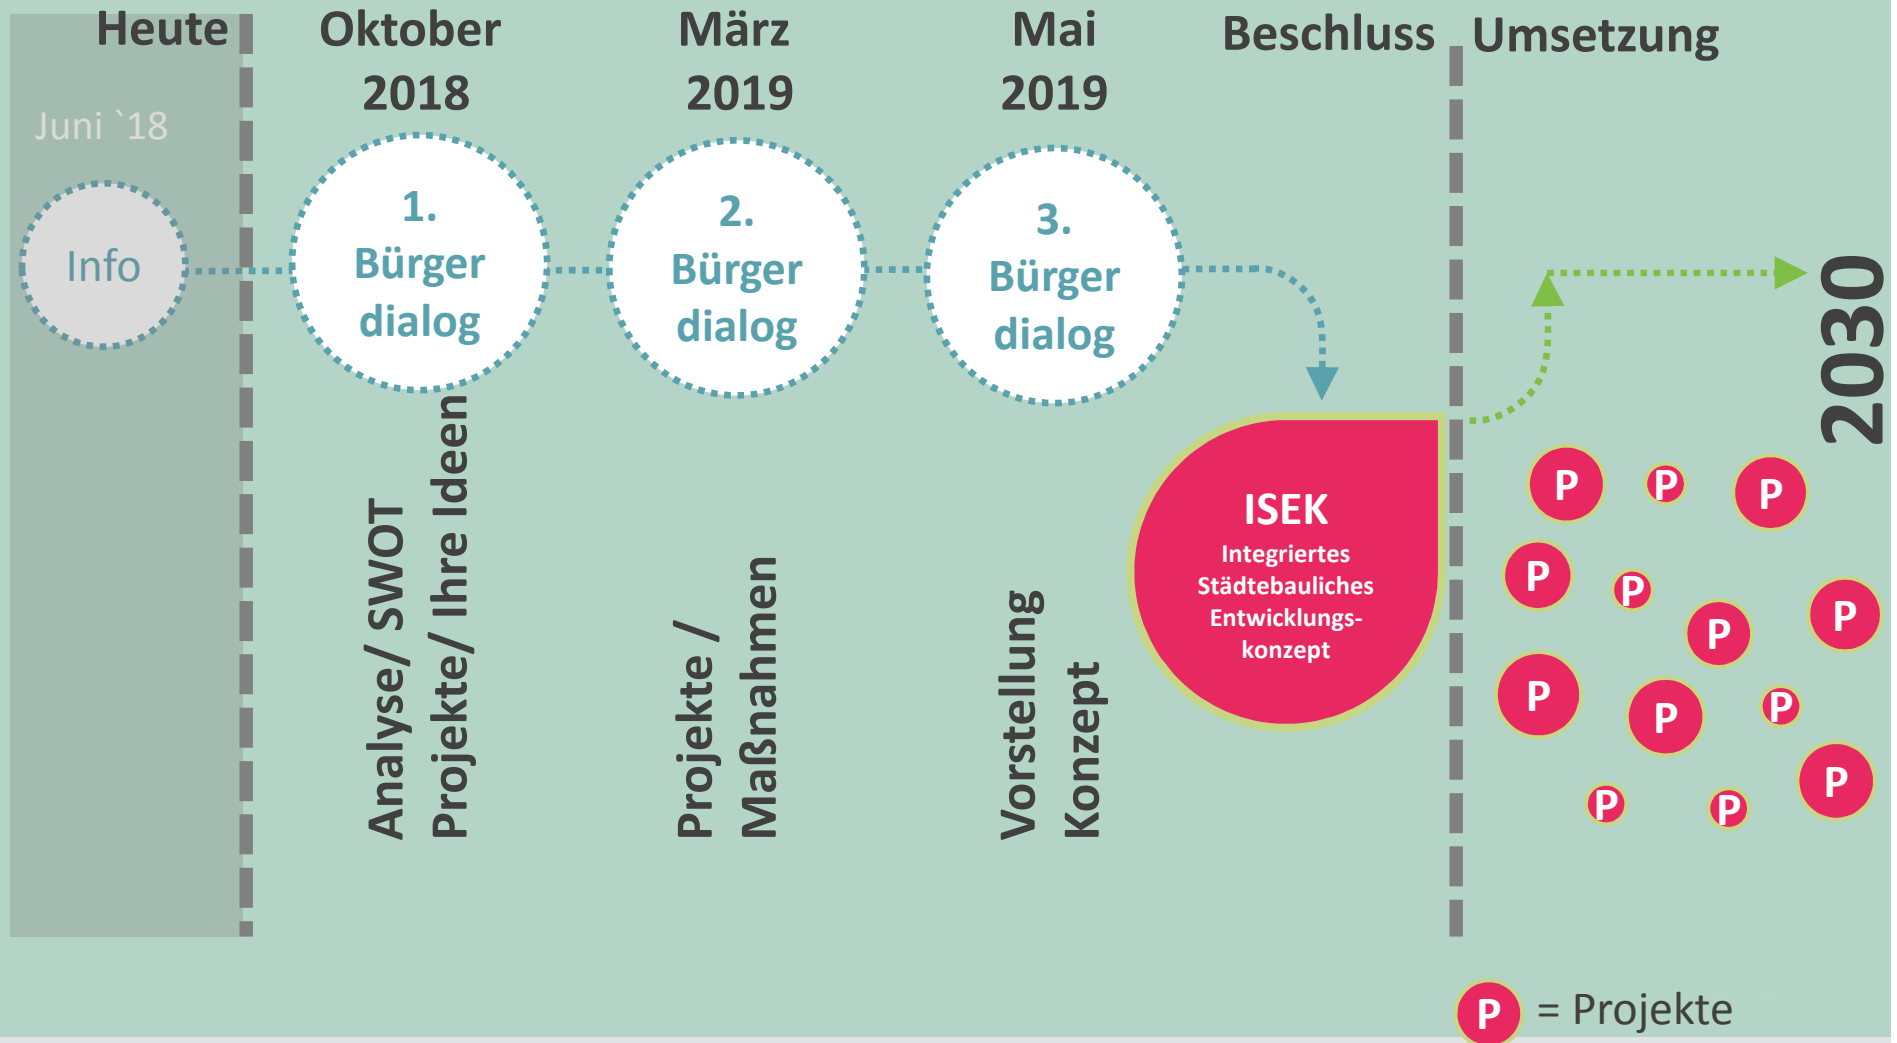 Heute
Juni `18
Info
Oktober
2018
1.
Bürger
dialog
Analyse/ SWOT
Projekte/ Ihre Ideen
März
2019
2.
Bürger
dialog
Projekte /
Maßnahmen
Mai
2019
3.
Bürger
dialog
Vorstellung
Konzept
Beschluss
ISEK
Integriertes
Städtebauliches
Entwicklungs-
konzept
Umsetzung
2030
P
P
P
P
P
P
P
P
P
P
P
P
P
P = Projekte